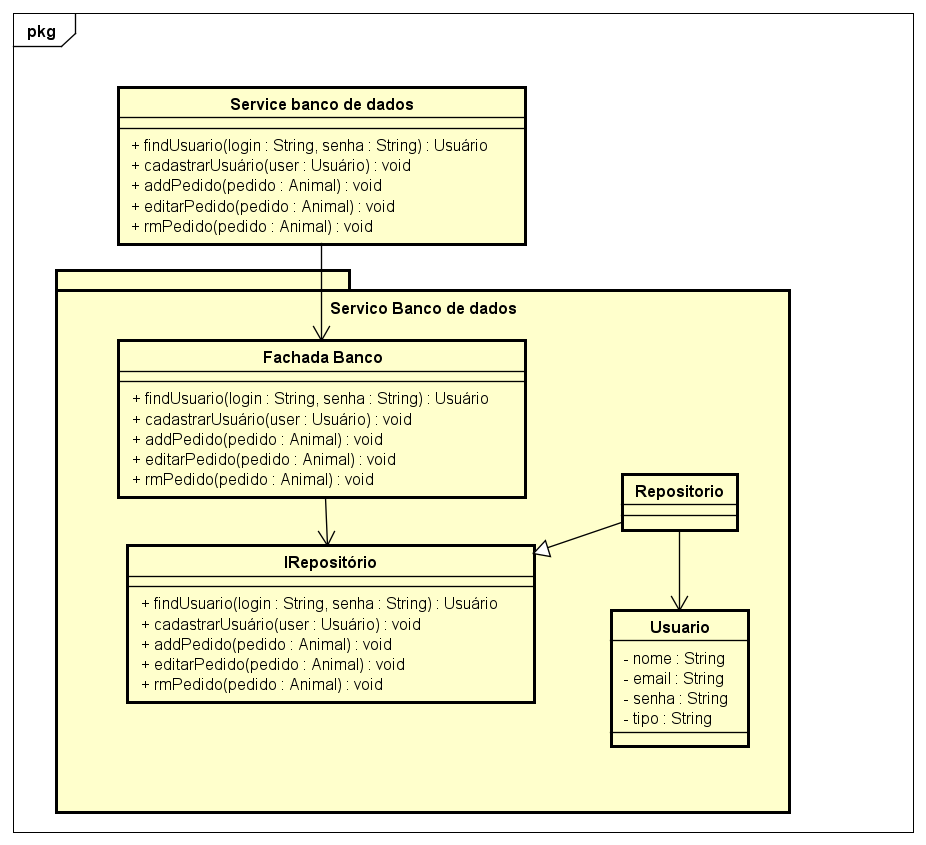 pkg
Service banco de dados
+ findUsuario(login : String, senha : String) : Usuário
+ cadastrarUsuário(user : Usuário) : void
+ addPedido(pedido : Animal) : void
+ editarPedido(pedido : Animal) : void
+ rmPedido(pedido : Animal) : void
Servico Banco de dados
Fachada Banco
+ findUsuario(login : String, senha : String) : Usuário
+ cadastrarUsuário(user : Usuário) : void
+ addPedido(pedido : Animal) : void
+ editarPedido(pedido : Animal) : void
+ rmPedido(pedido : Animal) : void
Repositorio
IRepositório
+ findUsuario(login : String, senha : String) : Usuário
+ cadastrarUsuário(user : Usuário) : void
+ addPedido(pedido : Animal) : void
+ editarPedido(pedido : Animal) : void
+ rmPedido(pedido : Animal) : void
Usuario
- nome : String
- email : String
- senha : String
- tipo : String